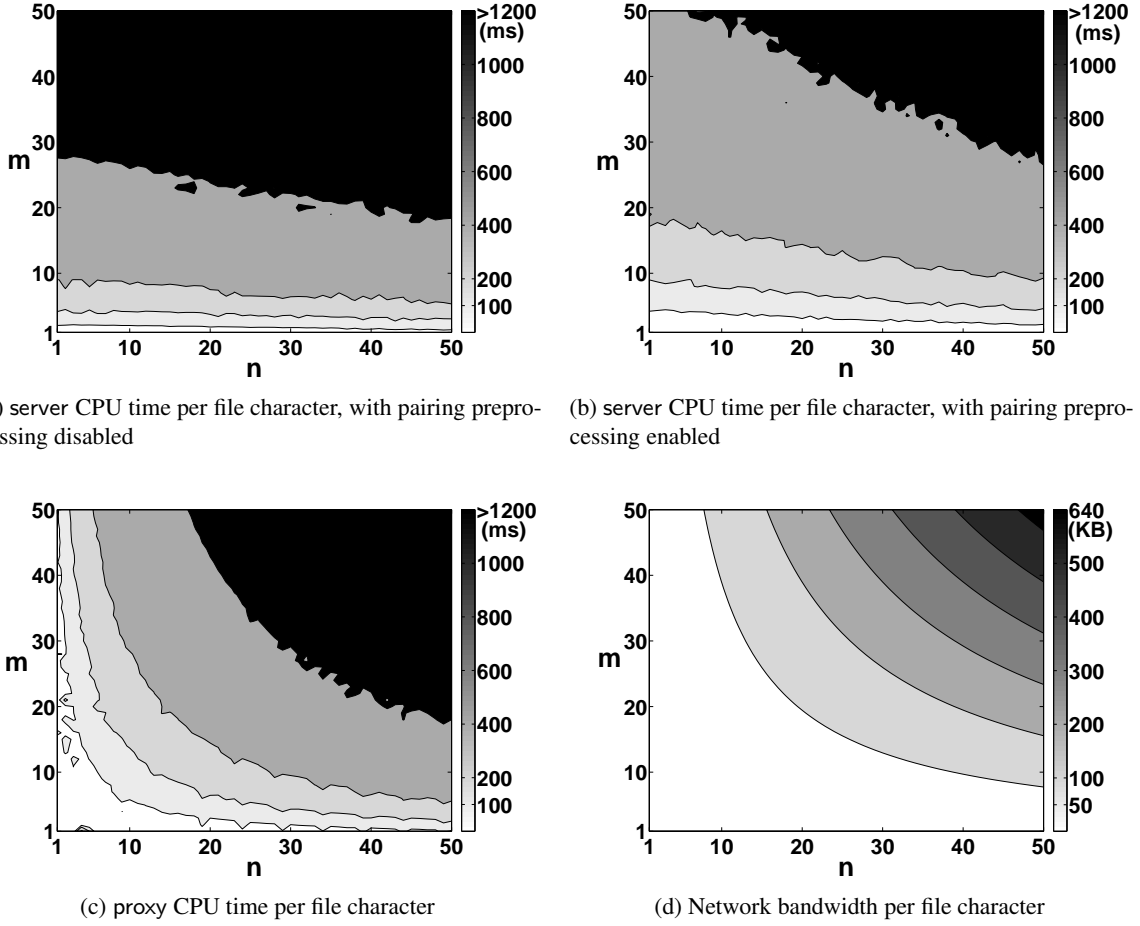 50
40
30
20
10
1
m
1 10 20 30 40 50
n
>1200
(ms)
1000
800
600
400
200
100
50
40
30
20
10
1
m
1 10 20 30 40 50
n
>1200
(ms)
1000
800
600
400
200
100
) server CPU time per file character, with pairing prepro-
ssing disabled
(b) server CPU time per file character, with pairing prepro-
cessing enabled
50
40
30
20
10
1
m
1 10 20 30 40 50
n
>1200
(ms)
1000
800
600
400
200
100
50
40
30
20
10
1
m
1 10 20 30 40 50
n
640
(KB)
500
400
300
200
100
50
(c) proxy CPU time per file character
(d) Network bandwidth per file character